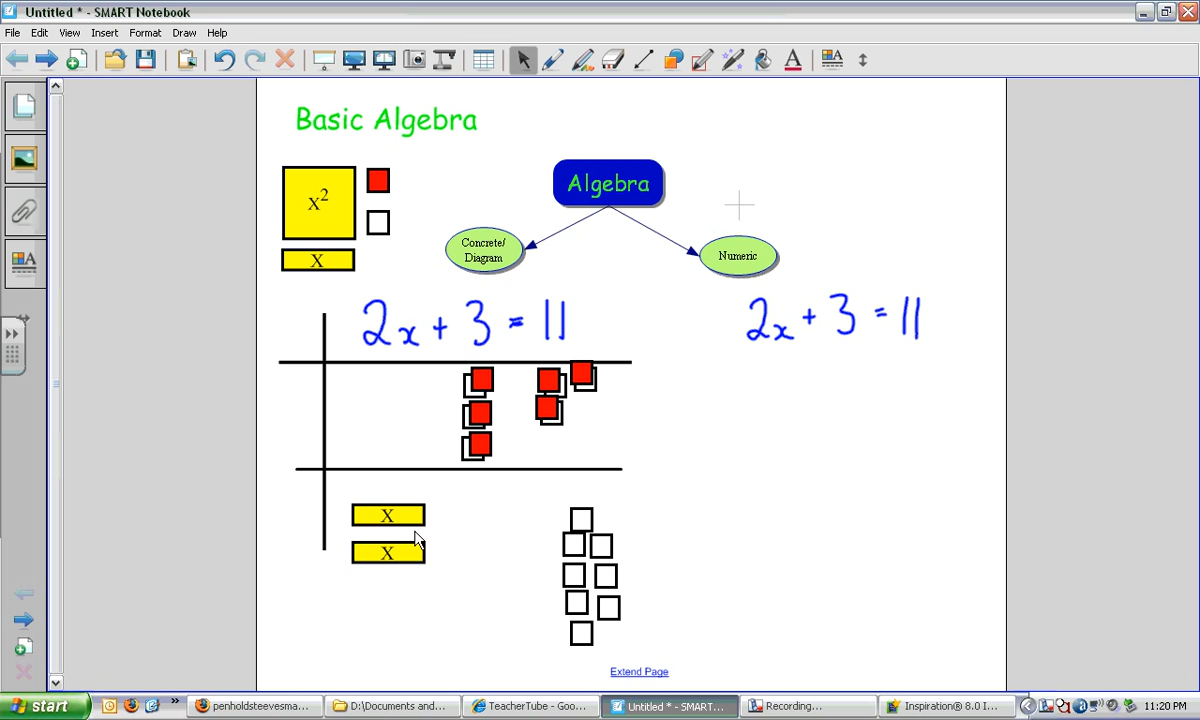 Untitled * - SMART Notebook
File Edit View Insert Format Draw Help
Basic Algebra
X2
X
Algebra
Concrete/
Diagram
Numeric
2x + 3 = 11
2x + 3 = 11
X
X
Extend Page
start
penholdsteevesma...
D:\Documents and...
TeacherTube - Goo...
Untitled * - SMART...
Recording...
Inspiration® 8.0 I...
11:20 PM